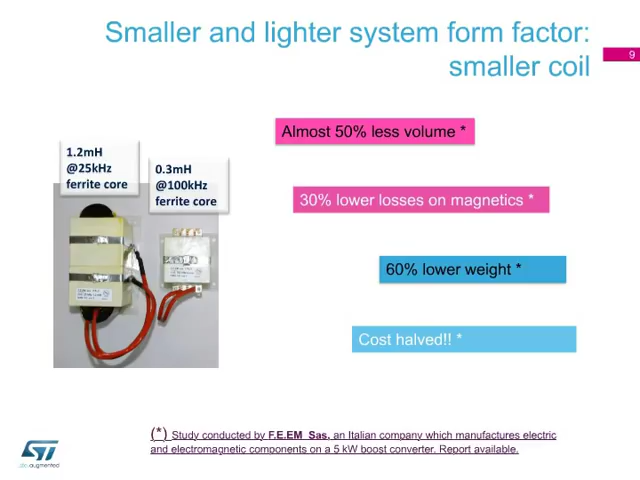 Smaller and lighter system form factor:
smaller coil
9
Almost 50% less volume *
1.2mH
@25kHz
ferrite core
0.3mH
@100kHz
ferrite core
30% lower losses on magnetics *
60% lower weight *
Cost halved!! *
(*) Study conducted by F.E.EM Sas, an Italian company which manufactures electric
and electromagnetic components on a 5 kW boost converter. Report available.
ST
life.augmented